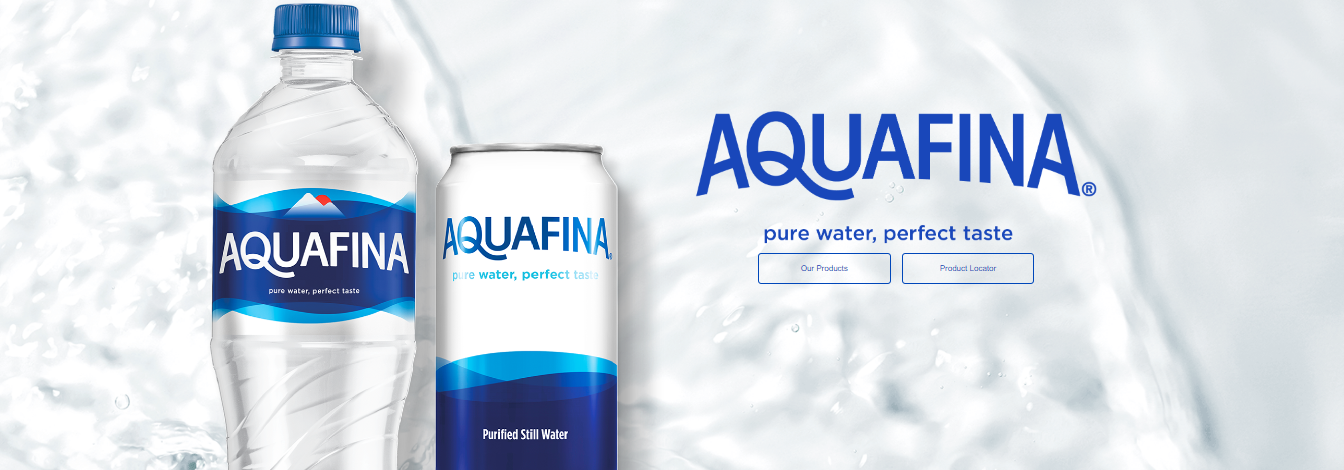 AQUAFINA
pure water, perfect taste
AQUAFINA®
pure water, perfect taste
Purified Still Water
AQUAFINA®
pure water, perfect taste
Our Products
Product Locator